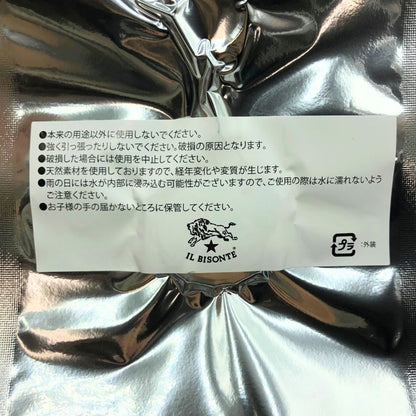 ●本来の用途以外に使用しないでください。
●強く引っ張ったりしないでください。破損の原因となります。
●破損した場合には使用を中止してください。
●天然素材を使用しておりますので、経年変化や変質が生じます。
●雨の日には水が内部に浸み込む可能性がございますので、ご使用の際は水に濡れないよう
ご注意ください。
●お子様の手の届かないところに保管してください。
IL BISONTE®
プラ :外装